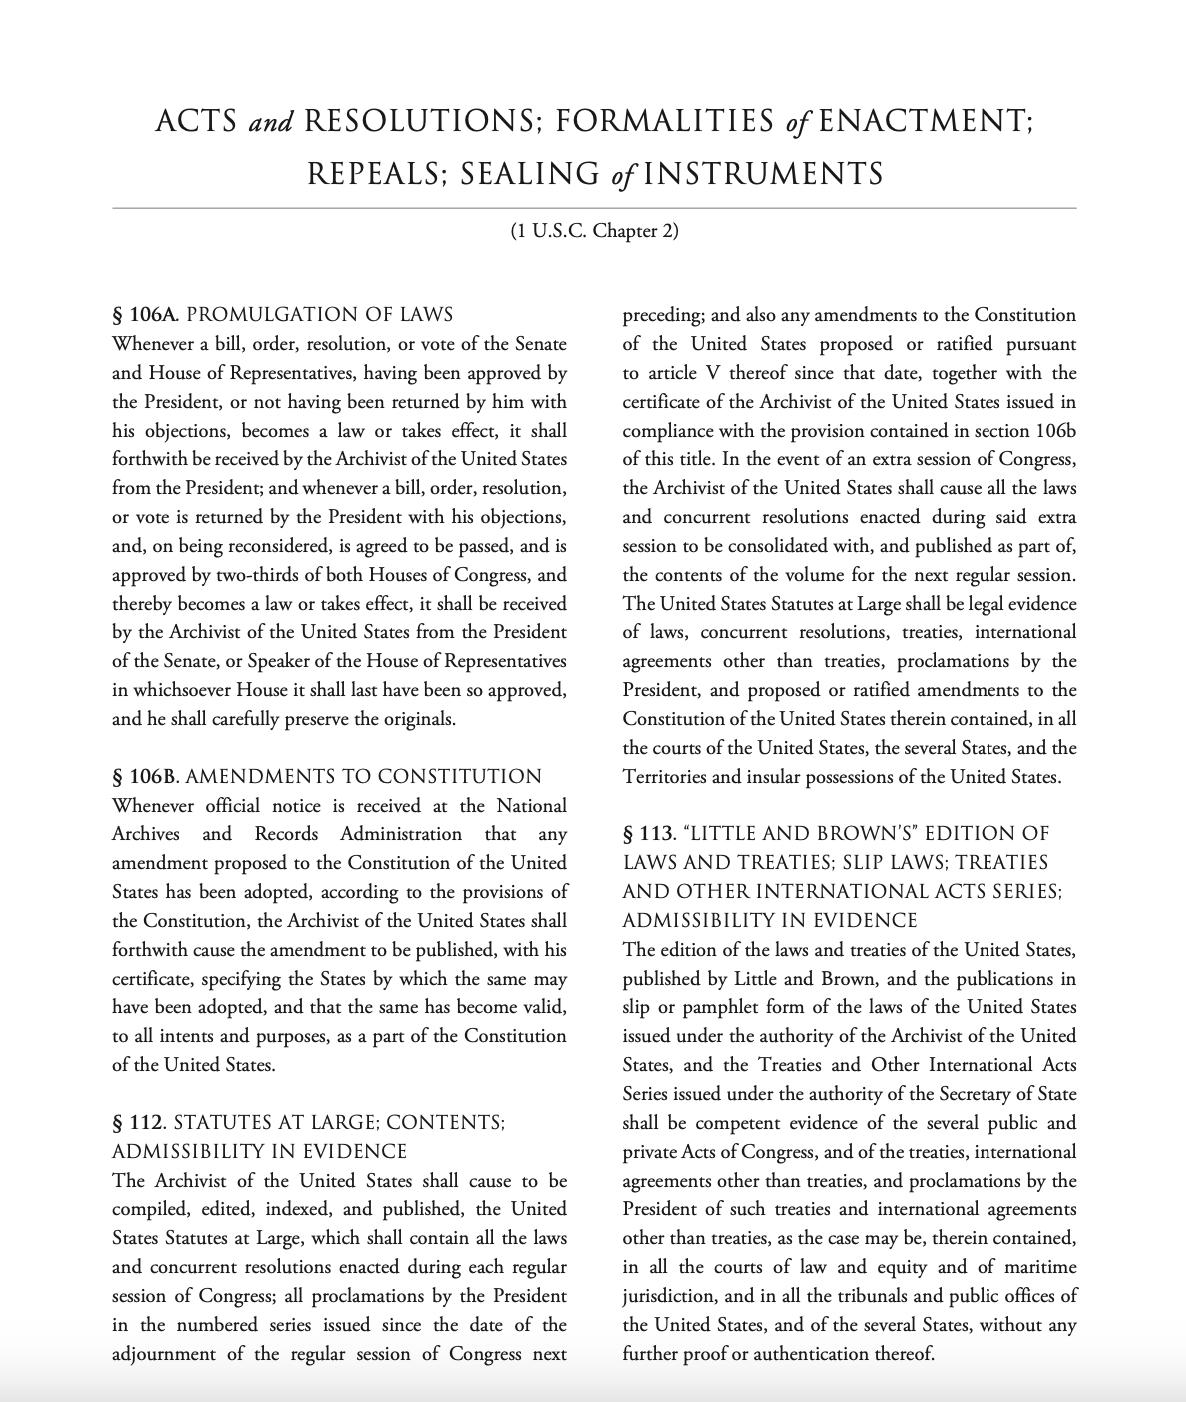 ACTS and RESOLUTIONS; FORMALITIES of ENACTMENT;
REPEALS; SEALING of INSTRUMENTS
(1 U.S.C. Chapter 2)
§ 106A. PROMULGATION OF LAWS
Whenever a bill, order, resolution, or vote of the Senate
and House of Representatives, having been approved by
the President, or not having been returned by him with
his objections, becomes a law or takes effect, it shall
forthwith be received by the Archivist of the United States
from the President; and whenever a bill, order, resolution,
or vote is returned by the President with his objections,
and, on being reconsidered, is agreed to be passed, and is
approved by two-thirds of both Houses of Congress, and
thereby becomes a law or takes effect, it shall be received
by the Archivist of the United States from the President
of the Senate, or Speaker of the House of Representatives
in whichsoever House it shall last have been so approved,
and he shall carefully preserve the originals.
§ 106B. AMENDMENTS TO CONSTITUTION
Whenever official notice is received at the National
Archives and Records Administration that any
amendment proposed to the Constitution of the United
States has been adopted, according to the provisions of
the Constitution, the Archivist of the United States shall
forthwith cause the amendment to be published, with his
certificate, specifying the States by which the same may
have been adopted, and that the same has become valid,
to all intents and purposes, as a part of the Constitution
of the United States.
§ 112. STATUTES AT LARGE; CONTENTS;
ADMISSIBILITY IN EVIDENCE
The Archivist of the United States shall cause to be
compiled, edited, indexed, and published, the United
States Statutes at Large, which shall contain all the laws
and concurrent resolutions enacted during each regular
session of Congress; all proclamations by the President
in the numbered series issued since the date of the
adjournment of the regular session of Congress next
preceding; and also any amendments to the Constitution
of the United States proposed or ratified pursuant
to article V thereof since that date, together with the
certificate of the Archivist of the United States issued in
compliance with the provision contained in section 106b
of this title. In the event of an extra session of Congress,
the Archivist of the United States shall cause all the laws
and concurrent resolutions enacted during said extra
session to be consolidated with, and published as part of,
the contents of the volume for the next regular session.
The United States Statutes at Large shall be legal evidence
of laws, concurrent resolutions, treaties, international
agreements other than treaties, proclamations by the
President, and proposed or ratified amendments to the
Constitution of the United States therein contained, in all
the courts of the United States, the several States, and the
Territories and insular possessions of the United States.
§ 113. “LITTLE AND BROWN’S” EDITION OF
LAWS AND TREATIES; SLIP LAWS; TREATIES
AND OTHER INTERNATIONAL ACTS SERIES;
ADMISSIBILITY IN EVIDENCE
The edition of the laws and treaties of the United States,
published by Little and Brown, and the publications in
slip or pamphlet form of the laws of the United States
issued under the authority of the Archivist of the United
States, and the Treaties and Other International Acts
Series issued under the authority of the Secretary of State
shall be competent evidence of the several public and
private Acts of Congress, and of the treaties, international
agreements other than treaties, and proclamations by the
President of such treaties and international agreements
other than treaties, as the case may be, therein contained,
in all the courts of law and equity and of maritime
jurisdiction, and in all the tribunals and public offices of
the United States, and of the several States, without any
further proof or authentication thereof.